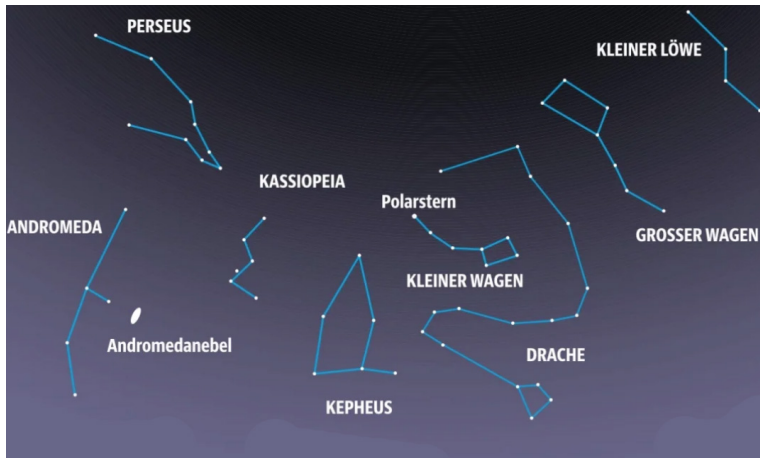 PERSEUS
KLEINER LÖWE
KASSIOPEIA
Polarstern
ANDROMEDA
GROSSER WAGEN
KLEINER WAGEN
Andromedanebel
DRACHE
KEPHEUS